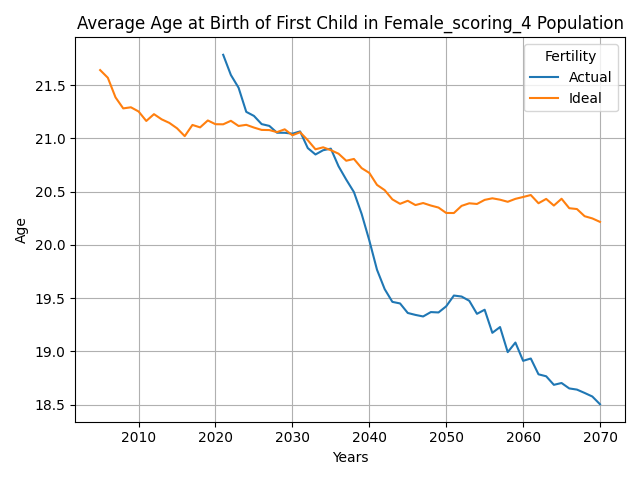 Average Age at Birth of First Child in Female_scoring_4 Population
Fertility
Actual
Ideal
21.5
21.0
20.5
20.0
19.5
19.0
18.5
Age
2010 2020 2030 2040 2050 2060 2070
Years